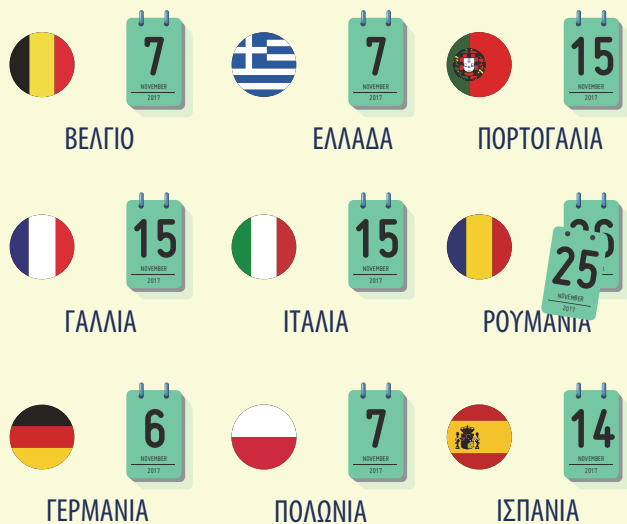 7
NOVEMBER
2017
ΒΕΛΓΙΟ
7
NOVEMBER
2017
ΕΛΛΑΔΑ
15
NOVEMBER
2017
ΠΟΡΤΟΓΑΛΙΑ
15
NOVEMBER
2017
ΓΑΛΛΙΑ
15
NOVEMBER
2017
ΙΤΑΛΙΑ
25
NOVEMBER
2017
ΡΟΥΜΑΝΙΑ
6
NOVEMBER
2017
ΓΕΡΜΑΝΙΑ
7
NOVEMBER
2017
ΠΟΛΩΝΙΑ
14
NOVEMBER
2017
ΙΣΠΑΝΙΑ